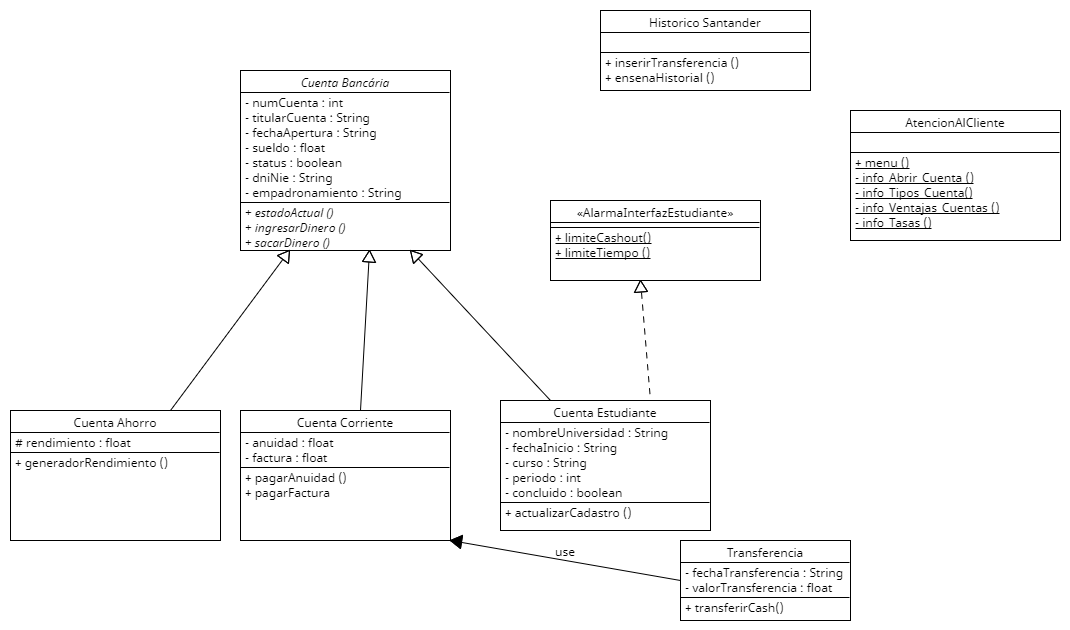 Historico Santander
+ inserirTransferencia ()
+ ensenaHistorial ()
Cuenta Bancária
- numCuenta : int
- titularCuenta : String
- fechaApertura : String
- sueldo : float
- status : boolean
- dniNie : String
- empadronamiento : String
+ estadoActual ()
+ ingresarDinero ()
+ sacarDinero ()
AtencionAlCliente
+ menu ()
- info_Abrir_Cuenta ()
- info_Tipos_Cuenta()
- info_Ventajas_Cuentas ()
- info_Tasas ()
«AlarmaInterfazEstudiante»
+ limiteCashout()
+ limiteTiempo ()
Cuenta Ahorro
# rendimiento : float
+ generadorRendimiento ()
Cuenta Corriente
- anuidad : float
- factura : float
+ pagarAnuidad ()
+ pagarFactura
Cuenta Estudiante
- nombreUniversidad : String
- fechaInicio : String
- curso : String
- periodo : int
- concluido : boolean
+ actualizarCadastro ()
use
Transferencia
- fechaTransferencia : String
- valorTransferencia : float
+ transferirCash()